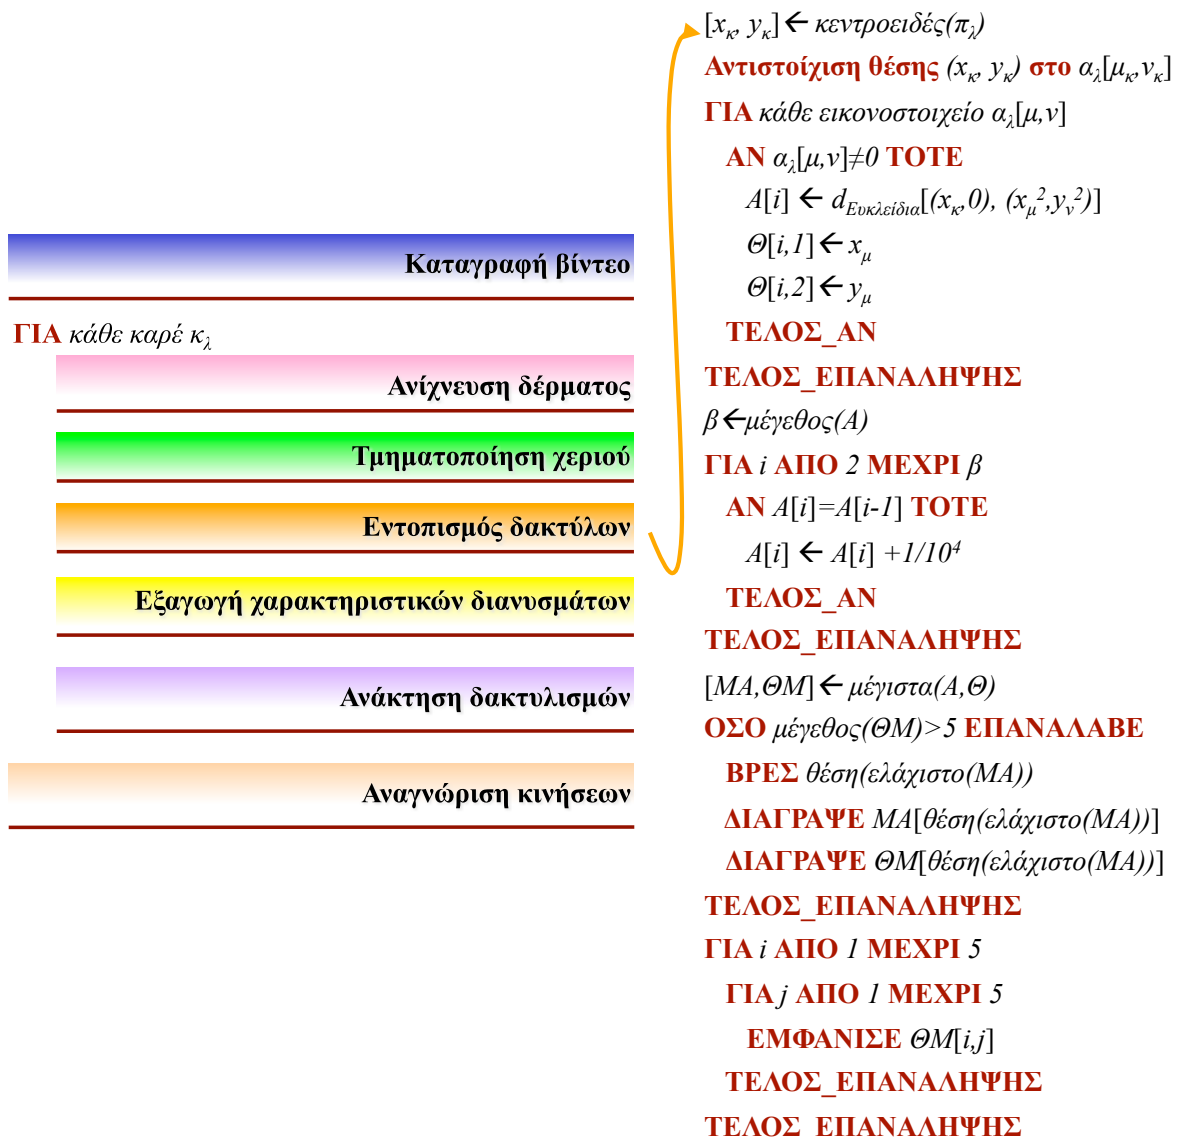 Καταγραφή βίντεο
ΓΙΑ κάθε καρέ κλ
Ανίχνευση δέρματος
Τμηματοποίηση χεριού
Εντοπισμός δακτύλων
Εξαγωγή χαρακτηριστικών διανυσμάτων
Ανάκτηση δακτυλισμών
Αναγνώριση κινήσεων
[xκ, yκ]🡨 κεντροειδές(πλ)
Αντιστοίχιση θέσης (xκ, yκ) στο αλ[μκ,νκ]
ΓΙΑ κάθε εικονοστοιχείο αλ[μ,ν]
ΑΝ αλ[μ,ν]≠0 ΤΟΤΕ
Α[i] 🡨 dΕυκλείδια[(xκ,0), (xμ²,yν²)]
Θ[i,1]🡨 xμ
Θ[i,2]🡨 yμ
ΤΕΛΟΣ_ΑΝ
ΤΕΛΟΣ_ΕΠΑΝΑΛΗΨΗΣ
β🡨μέγεθος(Α)
ΓΙΑ i ΑΠΟ 2 ΜΕΧΡΙ β
ΑΝ Α[i]=Α[i-1] ΤΟΤΕ
Α[i] 🡨 Α[i] +1/10⁴
ΤΕΛΟΣ_ΑΝ
ΤΕΛΟΣ_ΕΠΑΝΑΛΗΨΗΣ
[ΜΑ,ΘΜ]🡨 μέγιστα(Α,Θ)
ΟΣΟ μέγεθος(ΘΜ)>5 ΕΠΑΝΑΛΑΒΕ
ΒΡΕΣ θέση(ελάχιστο(ΜΑ))
ΔΙΑΓΡΑΨΕ ΜΑ[θέση(ελάχιστο(ΜΑ))]
ΔΙΑΓΡΑΨΕ ΘΜ[θέση(ελάχιστο(ΜΑ))]
ΤΕΛΟΣ_ΕΠΑΝΑΛΗΨΗΣ
ΓΙΑ i ΑΠΟ 1 ΜΕΧΡΙ 5
ΓΙΑ j ΑΠΟ 1 ΜΕΧΡΙ 5
ΕΜΦΑΝΙΣΕ ΘΜ[i,j]
ΤΕΛΟΣ_ΕΠΑΝΑΛΗΨΗΣ
ΤΕΛΟΣ_ΕΠΑΝΑΛΗΨΗΣ